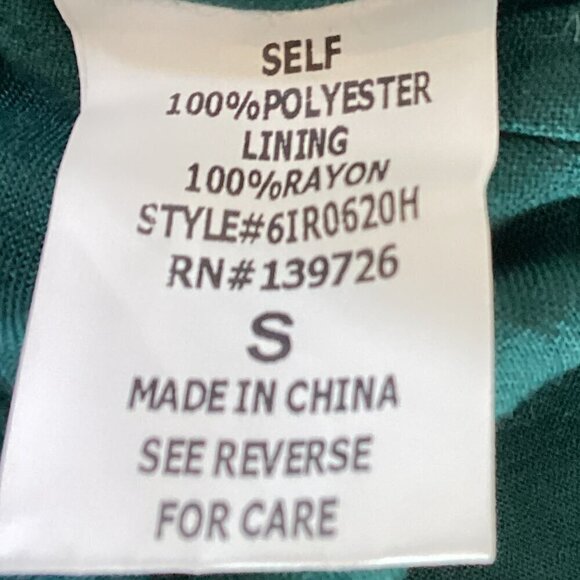 SELF
100%POLYESTER
LINING
100%RAYON
STYLE#6IR0620H
RN#139726
S
MADE IN CHINA
SEE REVERSE
FOR CARE